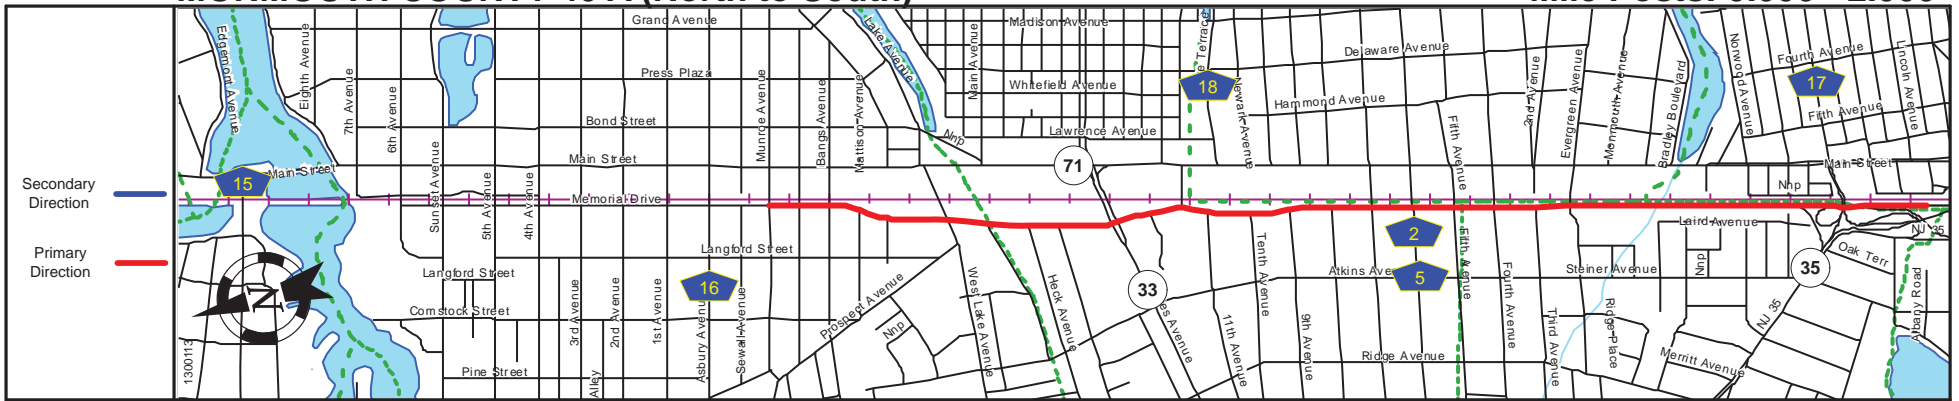 Secondary
Direction
Primary
Direction
Edgemont Avenue
Eighth Avenue
7th Avenue
6th Avenue
Sunset Avenue
5th Avenue
4th Avenue
Grand Avenue
Press Plaza
Bond Street
Main Street
Main Street
Memorial Drive
Munroe Avenue
Bangs Avenue
Mattison Avenue
Lake Avenue
Nnp
Main Avenue
Madison Avenue
Whitefield Avenue
Lawrence Avenue
Terrace
Newark Avenue
Delaware Avenue
Hammond Avenue
Fifth Avenue
2nd Avenue
Evergreen Avenue
Monmouth Avenue
Bradley Boulevard
Norwood Avenue
Fourth Avenue
Fifth Avenue
Lincoln Avenue
Main Street
Nnp
15
71
18
17
Langford Street
Langford Street
Comstock Street
Pine Street
3rd Avenue
2nd Avenue
Alley
1st Avenue
Asbury Avenue
Sewall Avenue
16
Prospect Avenue
Nnp
West Lake Avenue
Heck Avenue
33
es Avenue
11th Avenue
Tenth Avenue
9th Avenue
Atkins Ave
2
5
Fifth Avenue
Fourth Avenue
Third Avenue
Ridge Avenue
Steiner Avenue
Ridge Place
Laird Avenue
Nnp
Merritt Avenue
NJ 35
35
Oak Terr
NJ 35
Albany Road
N
1300113